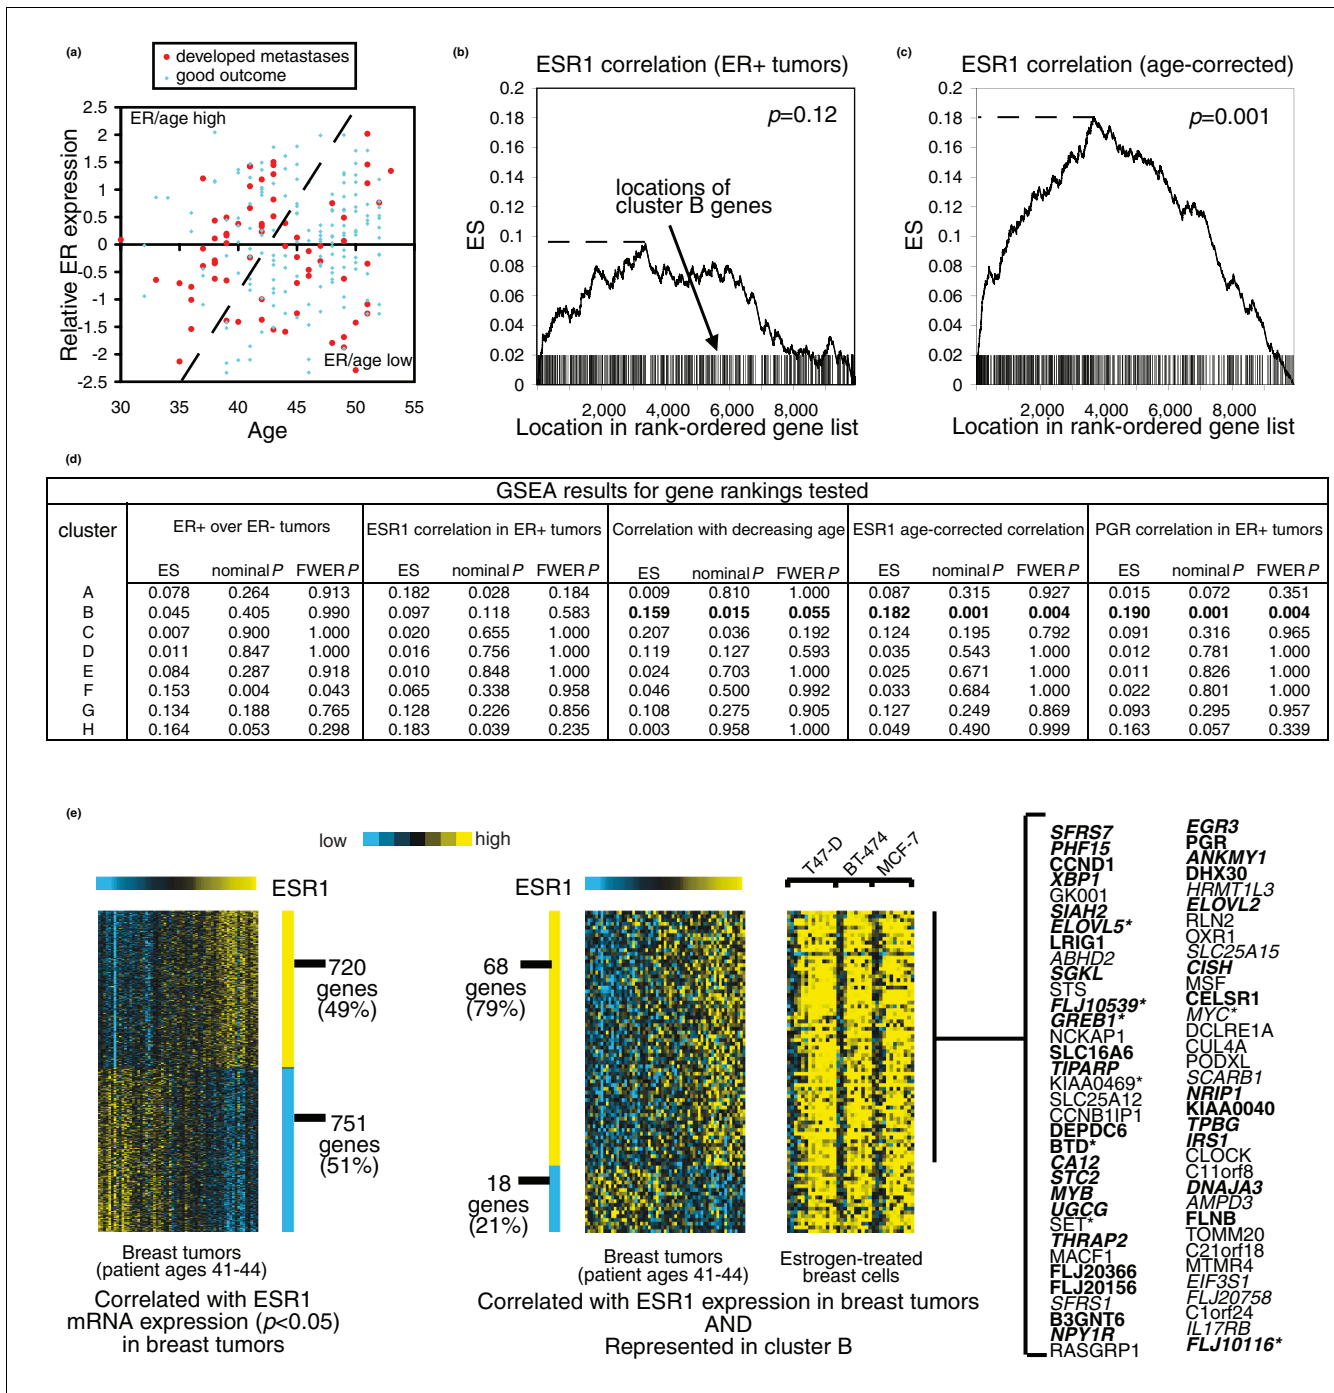 (a)
developed metastases
good outcome
ER/age high
ER/age low
Relative ER expression
2.5
2
1.5
1
0.5
0
-0.5
-1
-1.5
-2
-2.5
30 35 40 45 50 55
Age
(b)
ESR1 correlation (ER+ tumors)
p=0.12
locations of
cluster B genes
ES
0.2
0.18
0.16
0.14
0.12
0.1
0.08
0.06
0.04
0.02
0
2,000 4,000 6,000 8,000
Location in rank-ordered gene list
(c)
ESR1 correlation (age-corrected)
p=0.001
ES
0.2
0.18
0.16
0.14
0.12
0.1
0.08
0.06
0.04
0.02
0
2,000 4,000 6,000 8,000
Location in rank-ordered gene list
(d)
GSEA results for gene rankings tested
cluster ER+ over ER- tumors ESR1 correlation in ER+ tumors Correlation with decreasing age ESR1 age-corrected correlation PGR correlation in ER+ tumors
ES nominal P FWER P ES nominal P FWER P ES nominal P FWER P ES nominal P FWER P ES nominal P FWER P
A 0.078 0.264 0.913 0.182 0.028 0.184 0.009 0.810 1.000 0.087 0.315 0.927 0.015 0.072 0.351
B 0.045 0.405 0.990 0.097 0.118 0.583 0.159 0.015 0.055 0.182 0.001 0.004 0.190 0.001 0.004
C 0.007 0.900 1.000 0.020 0.655 1.000 0.207 0.036 0.192 0.124 0.195 0.792 0.091 0.316 0.965
D 0.011 0.847 1.000 0.016 0.756 1.000 0.119 0.127 0.593 0.035 0.543 1.000 0.012 0.781 1.000
E 0.084 0.287 0.918 0.010 0.848 1.000 0.024 0.703 1.000 0.025 0.671 1.000 0.011 0.826 1.000
F 0.153 0.004 0.043 0.065 0.338 0.958 0.046 0.500 0.992 0.033 0.684 1.000 0.022 0.801 1.000
G 0.134 0.188 0.765 0.128 0.226 0.856 0.108 0.275 0.905 0.127 0.249 0.869 0.093 0.295 0.957
H 0.164 0.053 0.298 0.183 0.039 0.235 0.003 0.958 1.000 0.049 0.490 0.999 0.163 0.057 0.339
(e)
low high
ESR1
720
genes
(49%)
751
genes
(51%)
Breast tumors
(patient ages 41-44)
Correlated with ESR1
mRNA expression (p<0.05)
in breast tumors
ESR1
68
genes
(79%)
18
genes
(21%)
Breast tumors
(patient ages 41-44)
T47-D
BT-474
MCF-7
Estrogen-treated
breast cells
Correlated with ESR1 expression in breast tumors
AND
Represented in cluster B
SFRS7
PHF15
CCND1
XBP1
GK001
SIAH2
ELOVL5*
LRIG1
ABHD2
SGKL
STS
FLJ10539*
GREB1*
NCKAP1
SLC16A6
TIPARP
KIAA0469*
SLC25A12
CCNB1IP1
DEPDC6
BTD*
CA12
STC2
MYB
UGCG
SET*
THRAP2
MACF1
FLJ20366
FLJ20156
SFRS1
B3GNT6
NPY1R
RASGRP1
EGR3
PGR
ANKMY1
DHX30
HRMT1L3
ELOVL2
RLN2
OXR1
SLC25A15
CISH
MSF
CELSR1
MYC*
DCLRE1A
CUL4A
PODXL
SCARB1
NRIP1
KIAA0040
TPBG
IRS1
CLOCK
C11orf8
DNAJA3
AMPD3
FLNB
TOMM20
C21orf18
MTMR4
EIF3S1
FLJ20758
C1orf24
IL17RB
FLJ10116*